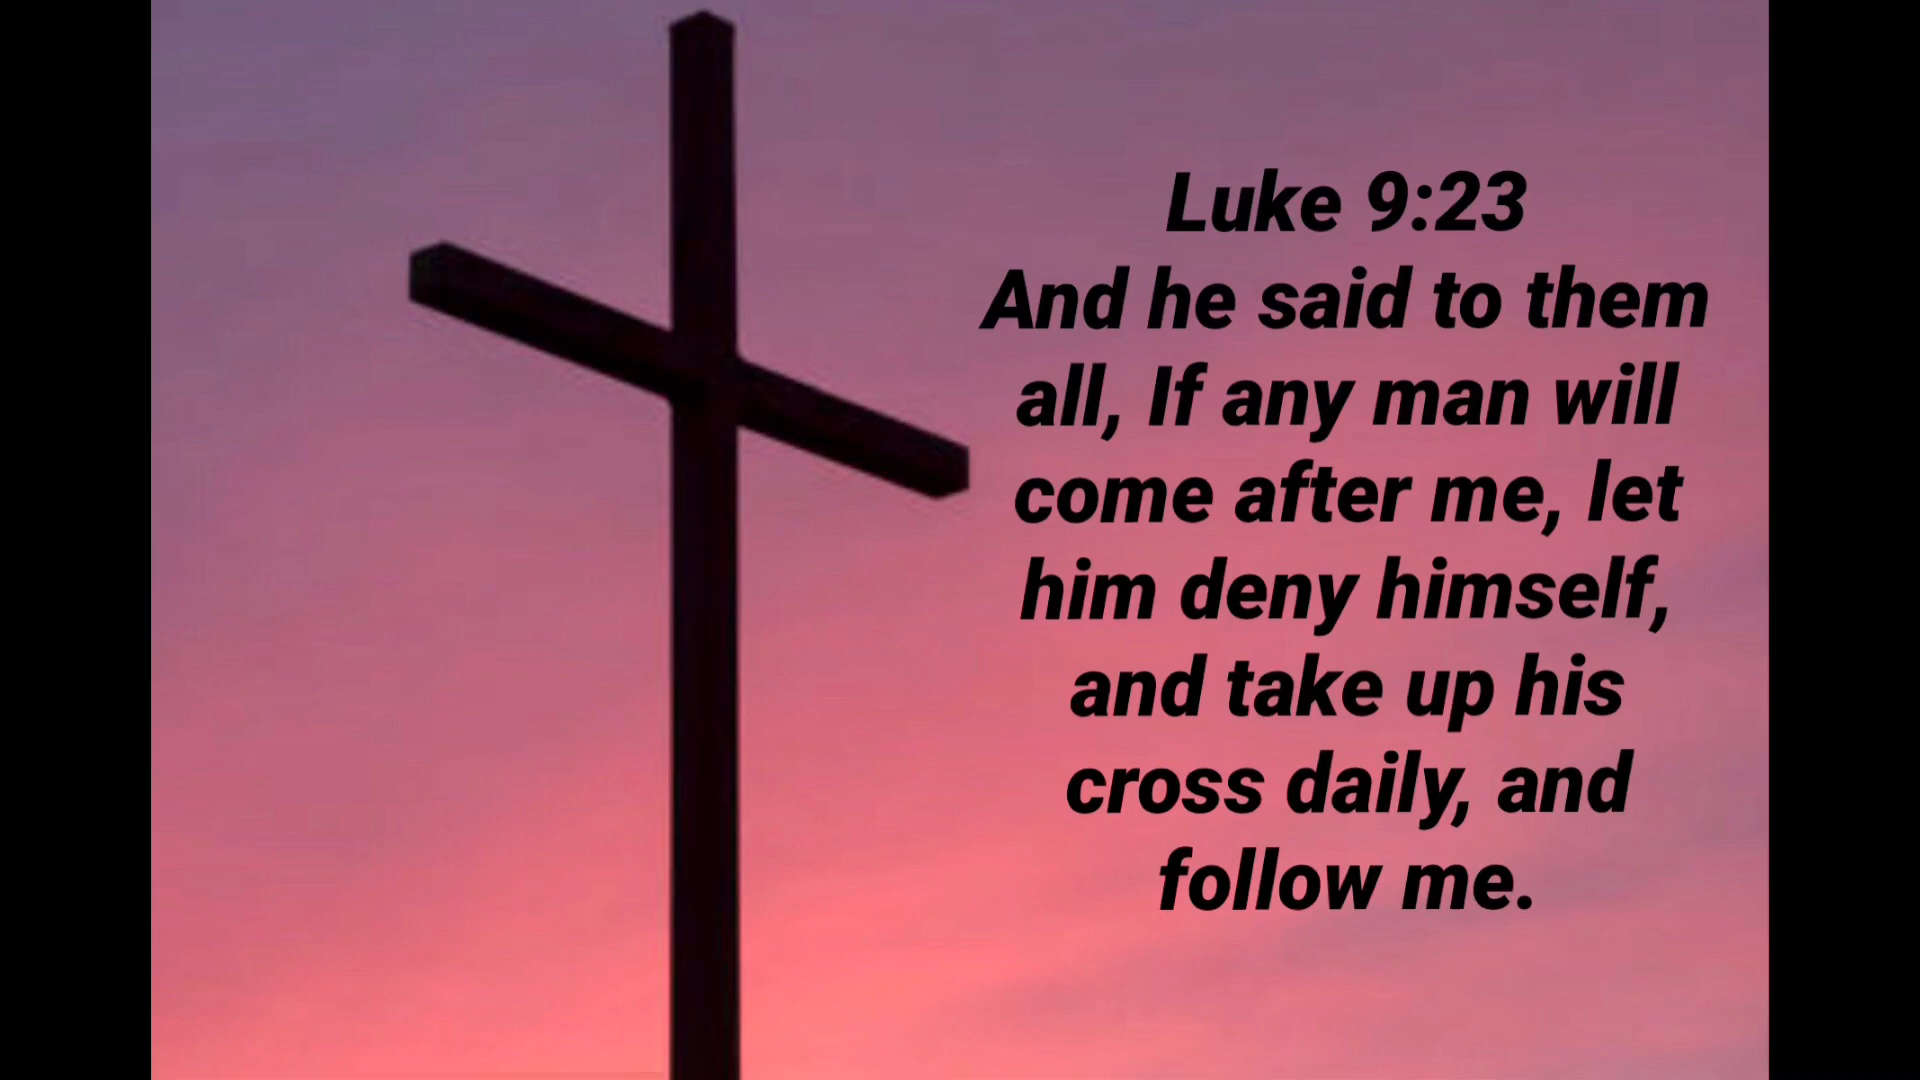 Luke 9:23
And he said to them
all, If any man will
come after me, let
him deny himself,
and take up his
cross daily, and
follow me.